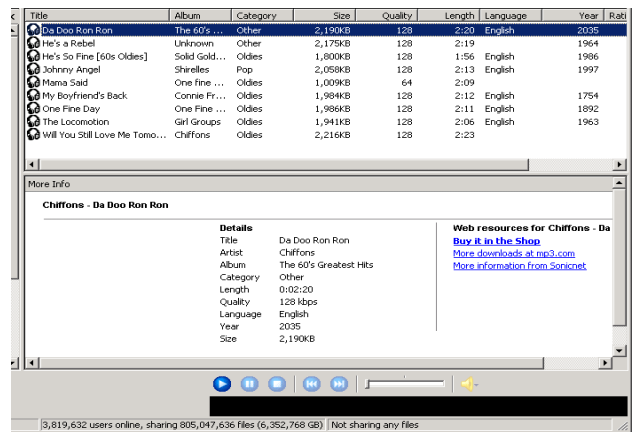 Title Album Category Size Quality Length Language Year Rati
Da Doo Ron Ron The 60's ... Other 2,190KB 128 2:20 English 2035
He's a Rebel Unknown Other 2,175KB 128 2:19 1964
He's So Fine [60s Oldies] Solid Gold... Oldies 1,800KB 128 1:56 English 1986
Johnny Angel Shirelles Pop 2,058KB 128 2:13 English 1997
Mama Said One fine ... Oldies 1,009KB 64 2:09
My Boyfriend's Back Connie Fr... Oldies 1,984KB 128 2:12 English 1754
One Fine Day One Fine ... Oldies 1,986KB 128 2:11 English 1892
The Locomotion Girl Groups Oldies 1,941KB 128 2:06 English 1963
Will You Still Love Me Tomo... Chiffons Oldies 2,216KB 128 2:23
More Info
Chiffons - Da Doo Ron Ron
Details Web resources for Chiffons - Da
Title Da Doo Ron Ron Buy it in the Shop
Artist Chiffons More downloads at mp3.com
Album The 60's Greatest Hits More information from Sonicnet
Category Other
Length 0:02:20
Quality 128 kbps
Language English
Year 2035
Size 2,190KB
3,819,632 users online, sharing 805,047,636 files (6,352,768 GB) Not sharing any files